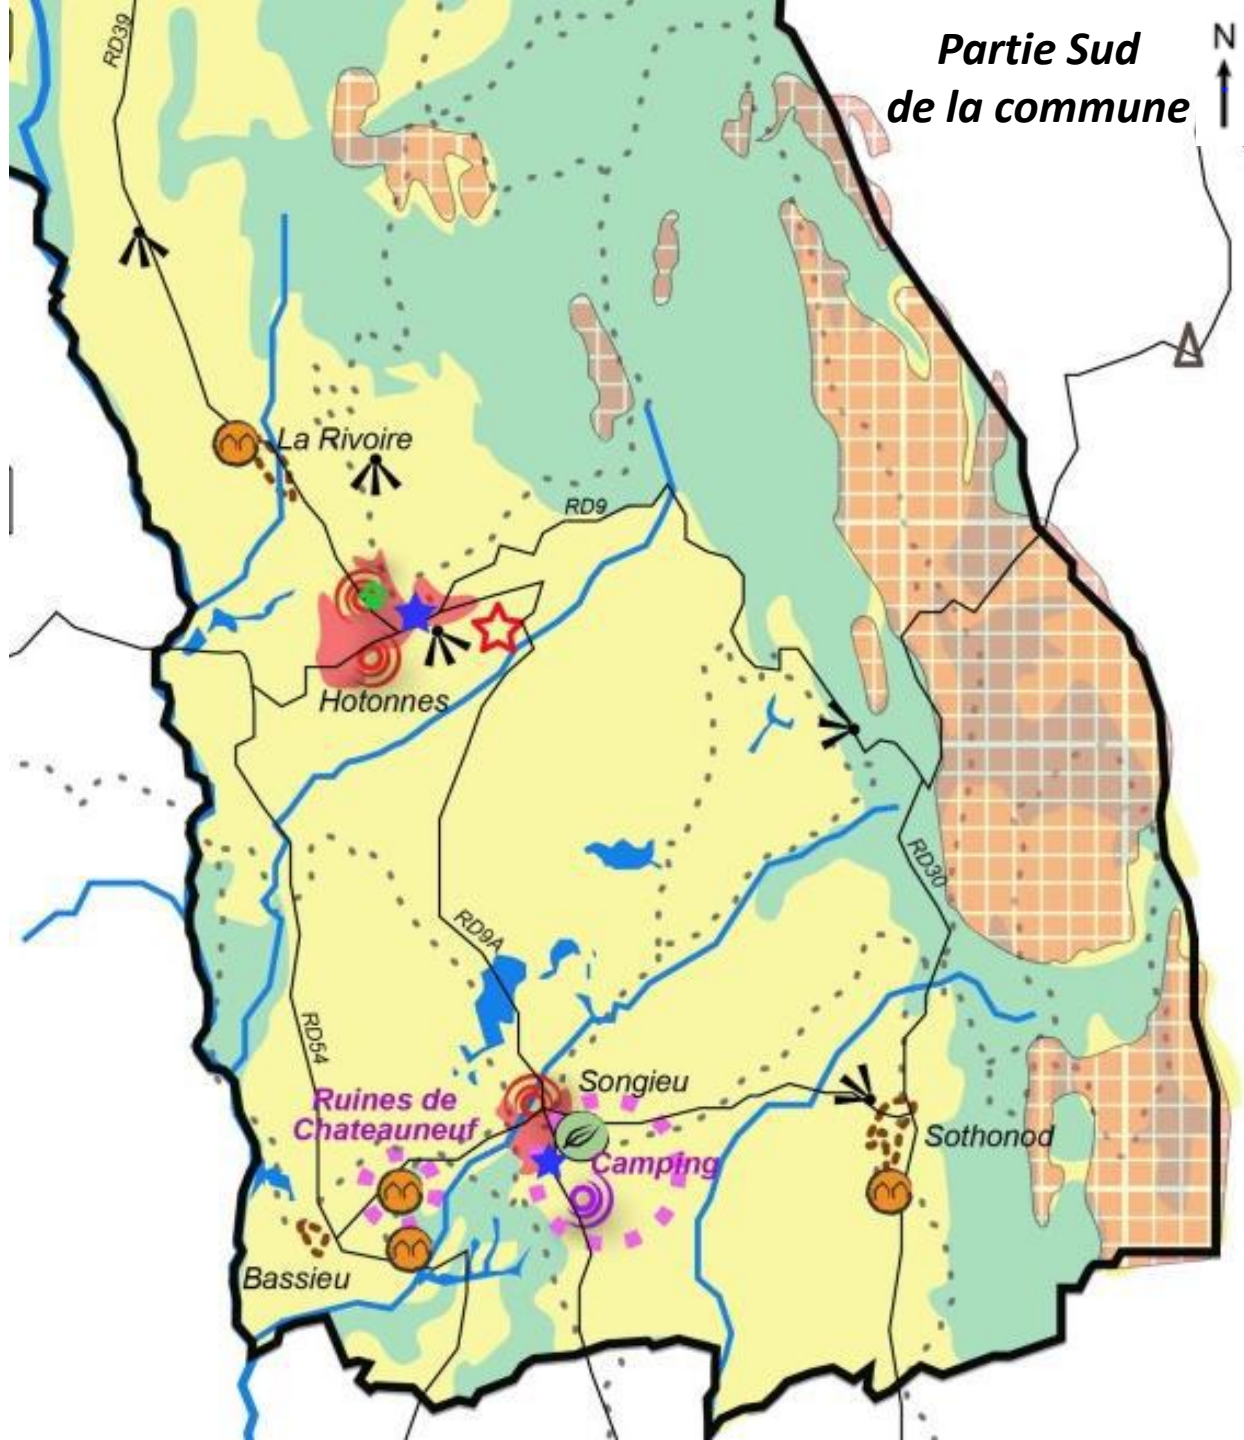 Partie Sud
de la commune
N
RD39
La Rivoire
RD9
Hotonnes
RD30
RD9A
RD54
Songieu
Ruines de
Chateauneuf
Sothonod
Camping
Bassieu